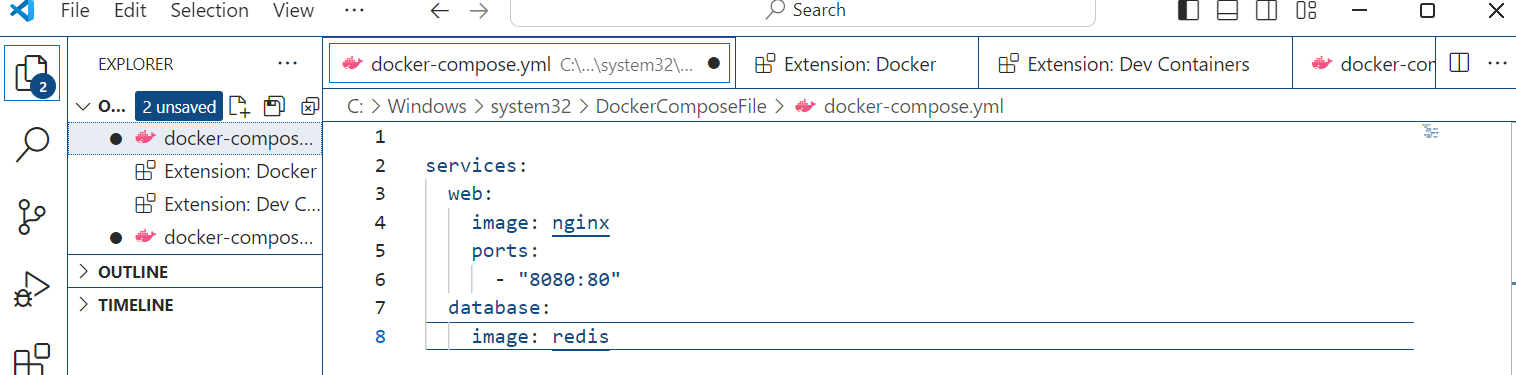 File Edit Selection View ··· Search
EXPLORER ···
docker-compose.yml C:\...\system32\...
Extension: Docker
Extension: Dev Containers
docker-cor
···
2
O... 2 unsaved
docker-compos...
Extension: Docker
Extension: Dev C...
docker-compos...
OUTLINE
TIMELINE
C: > Windows > system32 > DockerComposeFile > docker-compose.yml
1
2 services:
3 web:
4 image: nginx
5 ports:
6 - "8080:80"
7 database:
8 image: redis